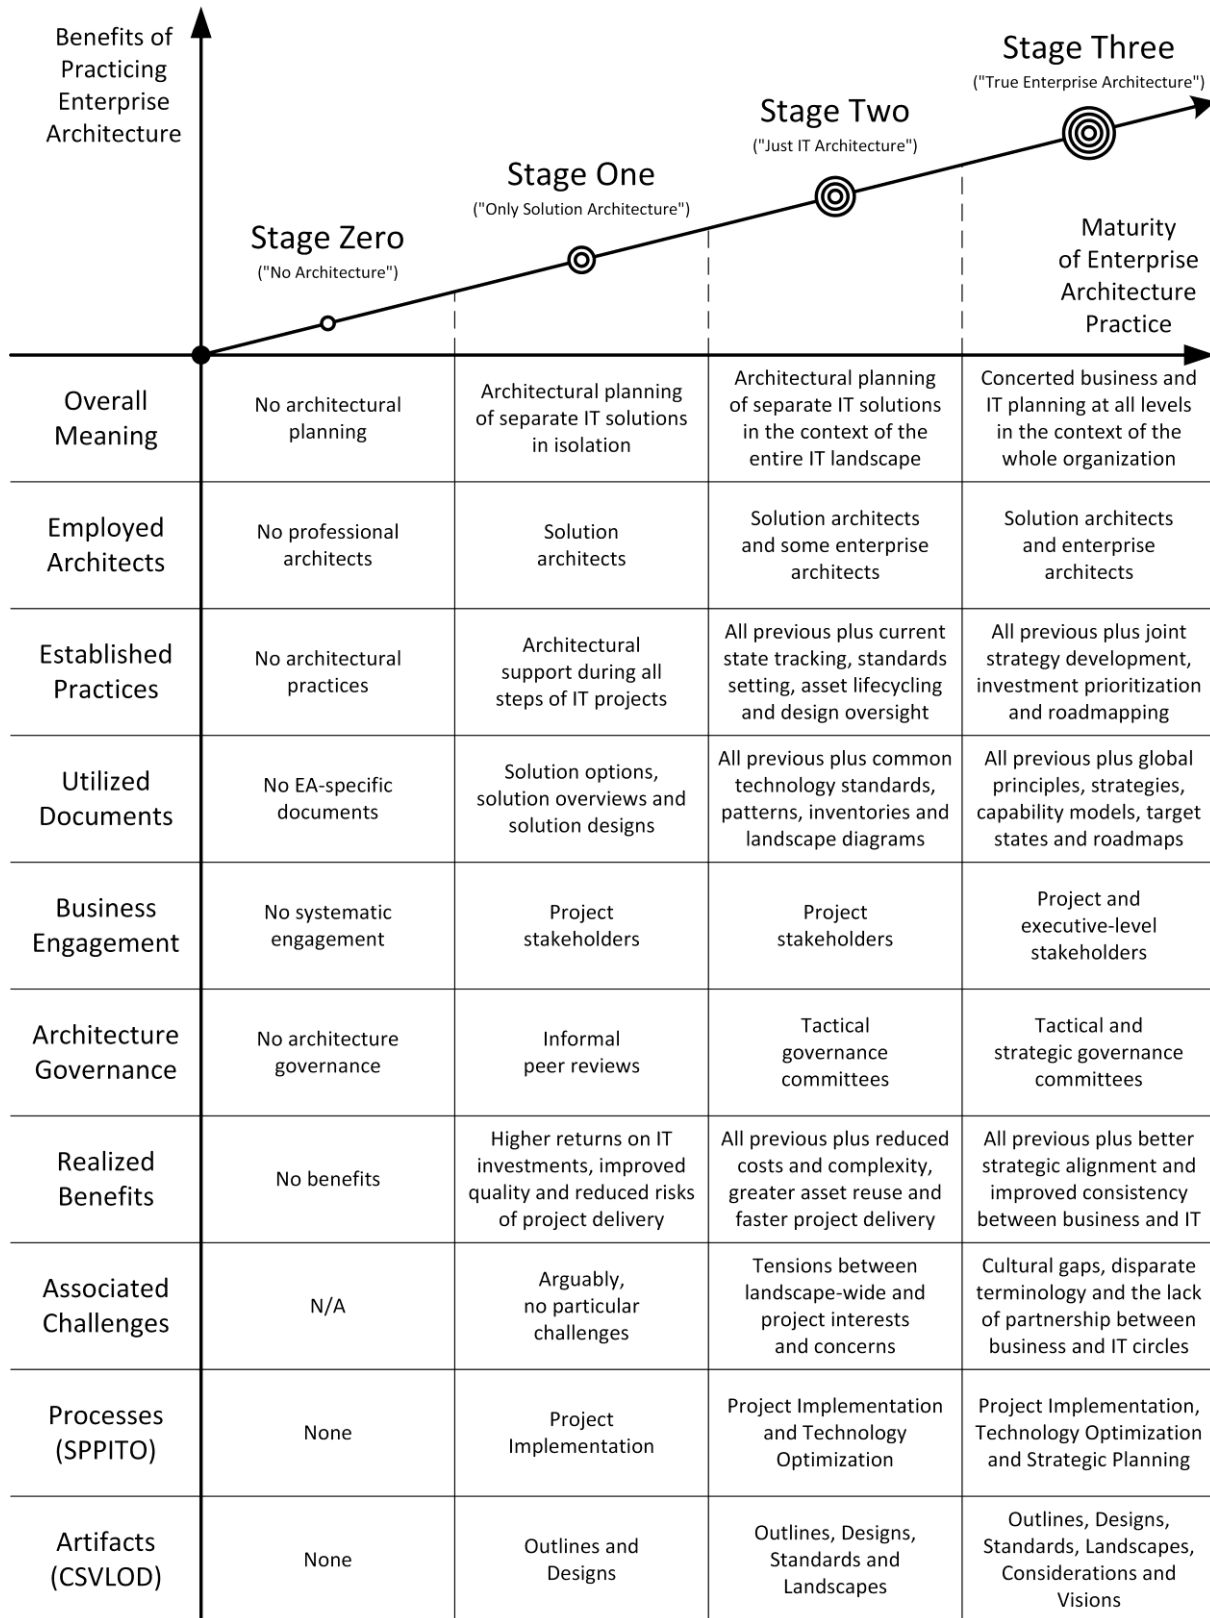 Benefits of
Practicing
Enterprise
Architecture
Stage Three
("True Enterprise Architecture")
Stage Two
("Just IT Architecture")
Stage One
("Only Solution Architecture")
Stage Zero
("No Architecture")
Maturity
of Enterprise
Architecture
Practice
Overall
Meaning
No architectural
planning
Architectural planning
of separate IT solutions
in isolation
Architectural planning
of separate IT solutions
in the context of the
entire IT landscape
Concerted business and
IT planning at all levels
in the context of the
whole organization
Employed
Architects
No professional
architects
Solution
architects
Solution architects
and some enterprise
architects
Solution architects
and enterprise
architects
Established
Practices
No architectural
practices
Architectural
support during all
steps of IT projects
All previous plus current
state tracking, standards
setting, asset lifecycling
and design oversight
All previous plus joint
strategy development,
investment prioritization
and roadmapping
Utilized
Documents
No EA-specific
documents
Solution options,
solution overviews and
solution designs
All previous plus common
technology standards,
patterns, inventories and
landscape diagrams
All previous plus global
principles, strategies,
capability models, target
states and roadmaps
Business
Engagement
No systematic
engagement
Project
stakeholders
Project
stakeholders
Project and
executive-level
stakeholders
Architecture
Governance
No architecture
governance
Informal
peer reviews
Tactical
governance
committees
Tactical and
strategic governance
committees
Realized
Benefits
No benefits
Higher returns on IT
investments, improved
quality and reduced risks
of project delivery
All previous plus reduced
costs and complexity,
greater asset reuse and
faster project delivery
All previous plus better
strategic alignment and
improved consistency
between business and IT
Associated
Challenges
N/A
Arguably,
no particular
challenges
Tensions between
landscape-wide and
project interests
and concerns
Cultural gaps, disparate
terminology and the lack
of partnership between
business and IT circles
Processes
(SPPITO)
None
Project
Implementation
Project Implementation
and Technology
Optimization
Project Implementation,
Technology Optimization
and Strategic Planning
Artifacts
(CSVLOD)
None
Outlines and
Designs
Outlines, Designs,
Standards and
Landscapes
Outlines, Designs,
Standards, Landscapes,
Considerations and
Visions